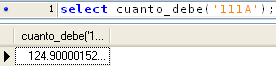 1 select cuanto_debe('111A');
cuanto_debe('1...
124.90000152...